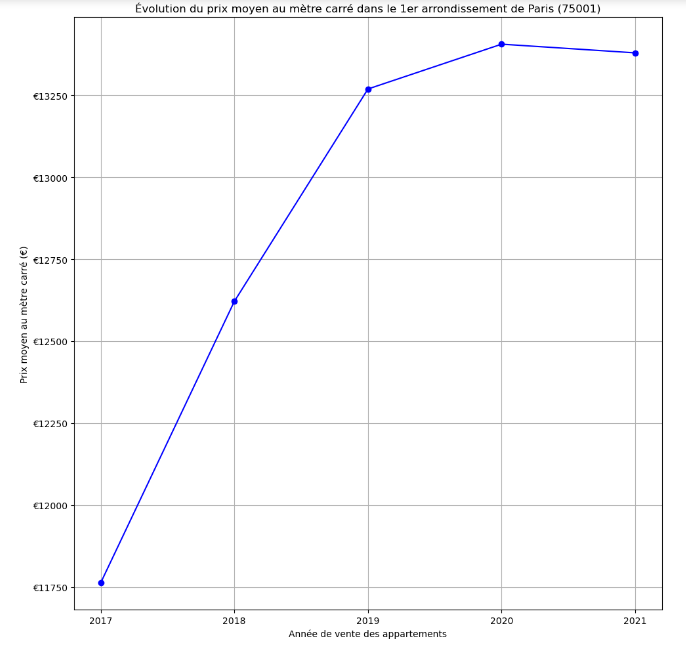 Évolution du prix moyen au mètre carré dans le 1er arrondissement de Paris (75001)
Prix moyen au mètre carré (€)
€13250
€13000
€12750
€12500
€12250
€12000
€11750
2017 2018 2019 2020 2021
Année de vente des appartements